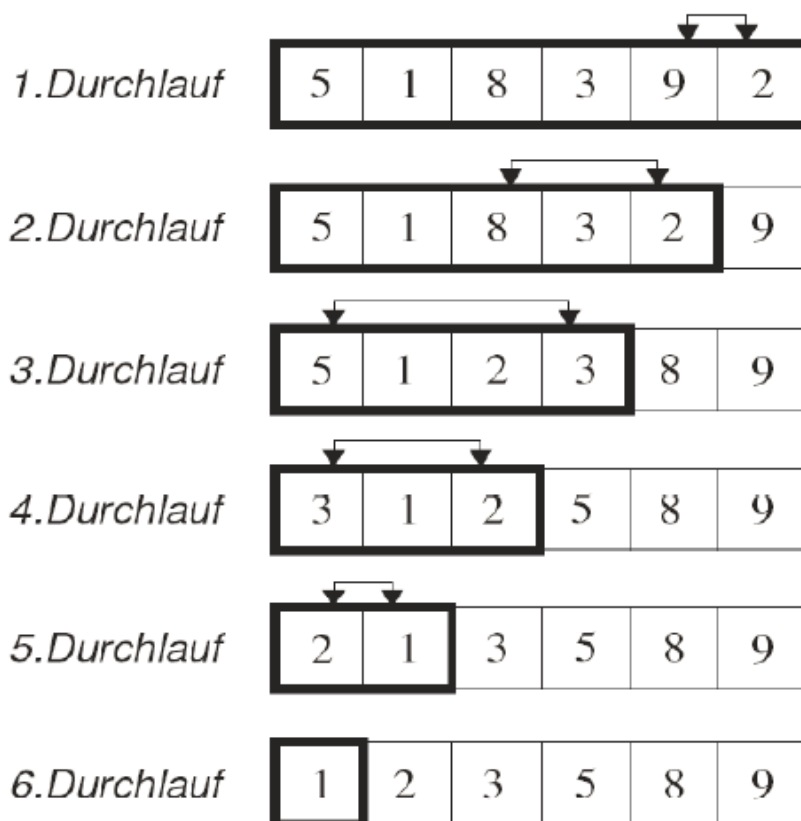 1.Durchlauf 5 1 8 3 9 2
2.Durchlauf 5 1 8 3 2 9
3.Durchlauf 5 1 2 3 8 9
4.Durchlauf 3 1 2 5 8 9
5.Durchlauf 2 1 3 5 8 9
6.Durchlauf 1 2 3 5 8 9